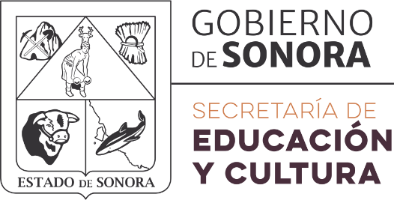 ESTADO DE SONORA
GOBIERNO
DE SONORA
SECRETARÍA DE
EDUCACIÓN
Y CULTURA